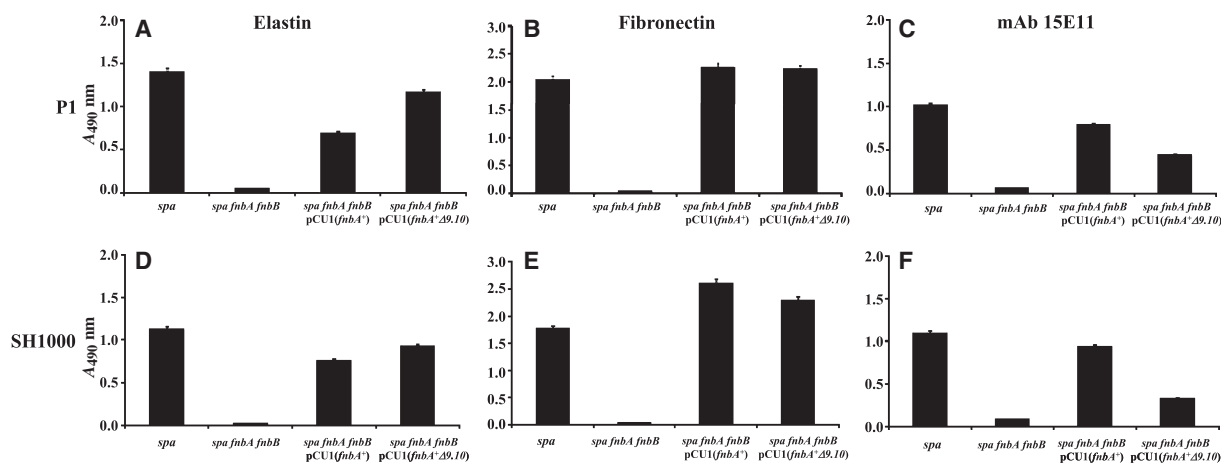 Elastin
Fibronectin
mAb 15E11
P1
A
A490 nm
2.0
1.5
1.0
0.5
0.0
spa
spa fnbA fnbB
spa fnbA fnbB
pCU1(fnbA+)
spa fnbA fnbB
pCU1(fnbA+Δ9.10)
B
3.0
2.5
2.0
1.5
1.0
0.5
0.0
spa
spa fnbA fnbB
spa fnbA fnbB
pCU1(fnbA+)
spa fnbA fnbB
pCU1(fnbA+Δ9.10)
C
2.0
1.5
1.0
0.5
0.0
spa
spa fnbA fnbB
spa fnbA fnbB
pCU1(fnbA+)
spa fnbA fnbB
pCU1(fnbA+Δ9.10)
SH1000
D
A490 nm
2.0
1.5
1.0
0.5
0.0
spa
spa fnbA fnbB
spa fnbA fnbB
pCU1(fnbA+)
spa fnbA fnbB
pCU1(fnbA+Δ9.10)
E
3.0
2.5
2.0
1.5
1.0
0.5
0.0
spa
spa fnbA fnbB
spa fnbA fnbB
pCU1(fnbA+)
spa fnbA fnbB
pCU1(fnbA+Δ9.10)
F
2.0
1.5
1.0
0.5
0.0
spa
spa fnbA fnbB
spa fnbA fnbB
pCU1(fnbA+)
spa fnbA fnbB
pCU1(fnbA+Δ9.10)